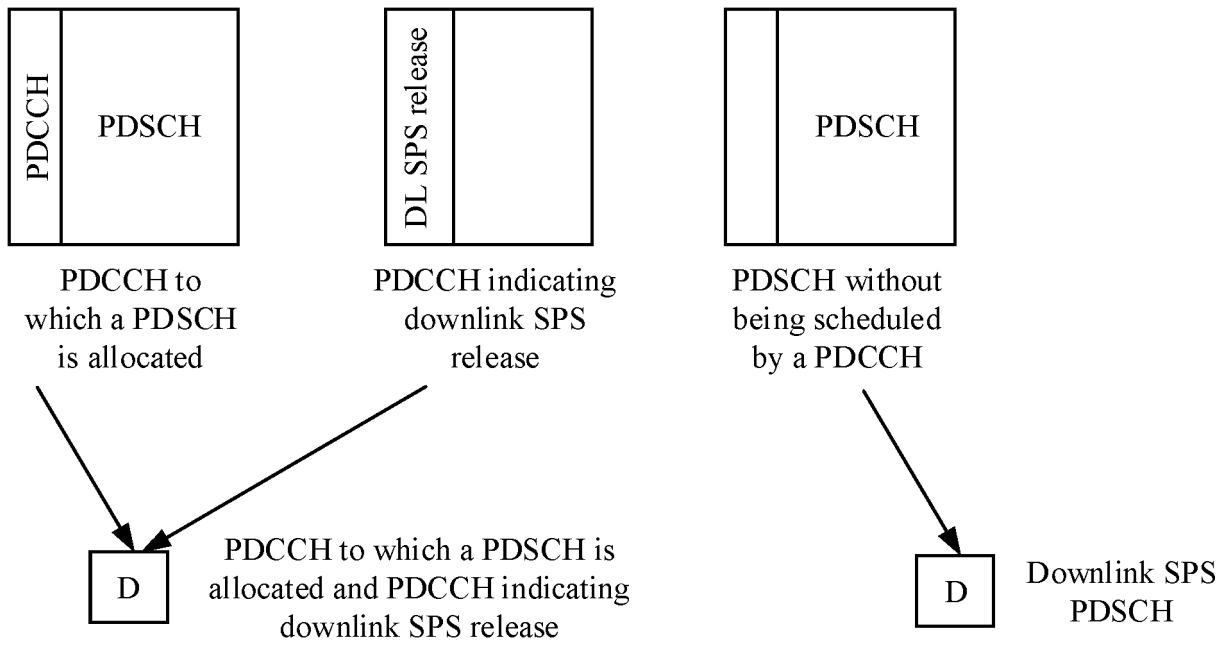 PDCCH
PDSCH
DL SPS release
PDSCH
PDCCH to
which a PDSCH
is allocated
PDCCH indicating
downlink SPS
release
PDSCH without
being scheduled
by a PDCCH
D
PDCCH to which a PDSCH is
allocated and PDCCH indicating
downlink SPS release
D
Downlink SPS
PDSCH